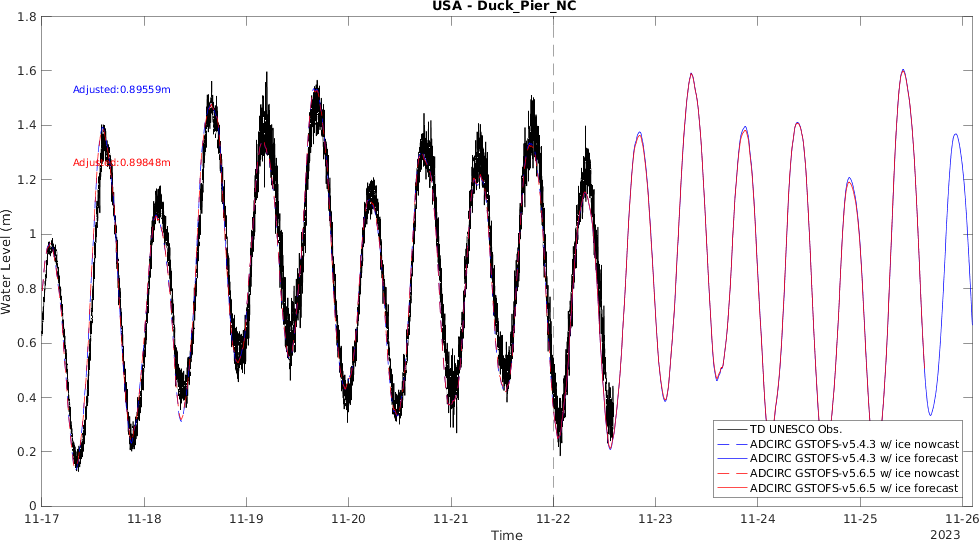 USA - Duck_Pier_NC
1.8
1.6
1.4
1.2
1
0.8
0.6
0.4
0.2
0
Water Level (m)
Adjusted:0.89559m
Adjusted:0.89848m
TD UNESCO Obs.
ADCIRC GSTOFS-v5.4.3 w/ ice nowcast
ADCIRC GSTOFS-v5.4.3 w/ ice forecast
ADCIRC GSTOFS-v5.6.5 w/ ice nowcast
ADCIRC GSTOFS-v5.6.5 w/ ice forecast
11-17 11-18 11-19 11-20 11-21 11-22 11-23 11-24 11-25 11-26
Time
2023